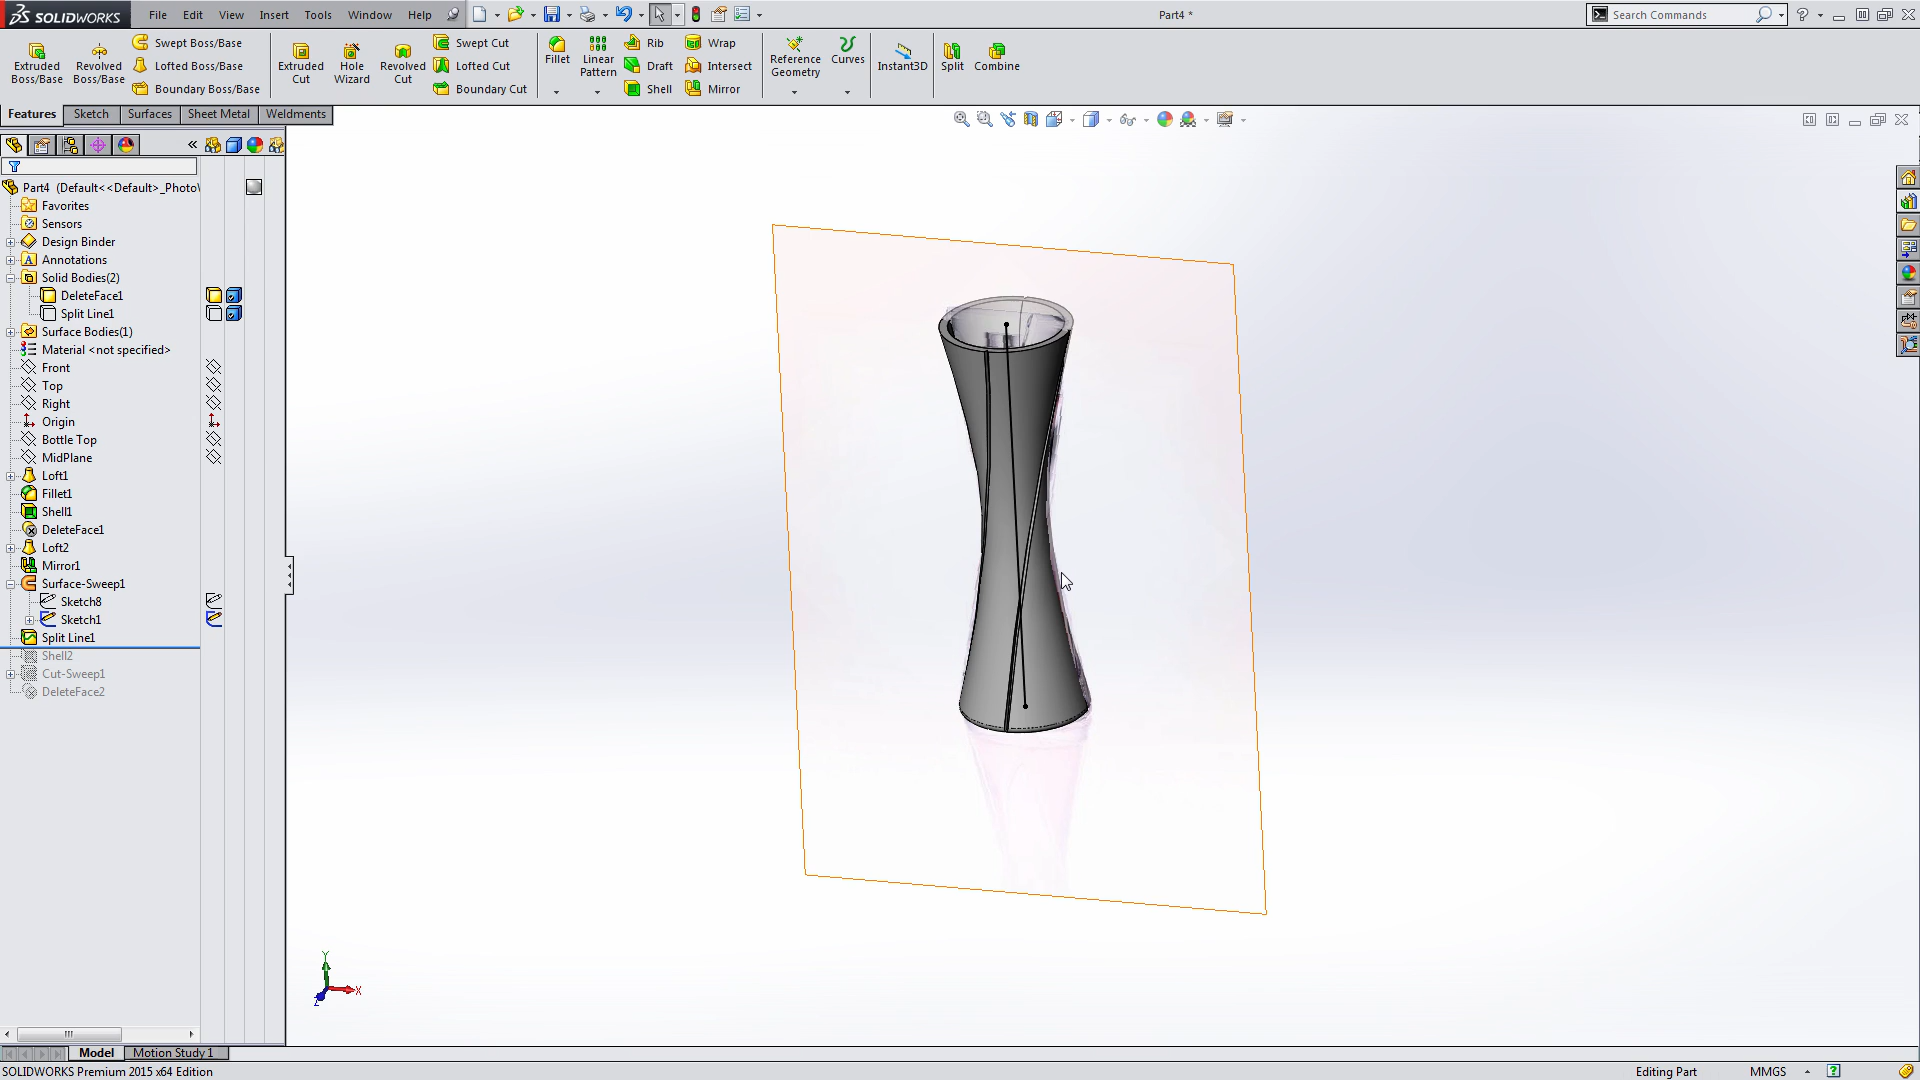 SOLIDWORKS File Edit View Insert Tools Window Help Part4 * Search Commands
Extruded Boss/Base
Revolved Boss/Base
Swept Boss/Base
Lofted Boss/Base
Boundary Boss/Base
Extruded Cut
Hole Wizard
Revolved Cut
Swept Cut
Lofted Cut
Boundary Cut
Fillet
Linear Pattern
Rib
Draft
Shell
Wrap
Intersect
Mirror
Reference Geometry
Curves
Instant3D
Split
Combine
Features Sketch Surfaces Sheet Metal Weldments
Part4 (Default<<Default>_Photo
Favorites
Sensors
Design Binder
Annotations
Solid Bodies(2)
DeleteFace1
Split Line1
Surface Bodies(1)
Material <not specified>
Front
Top
Right
Origin
Bottle Top
MidPlane
Loft1
Fillet1
Shell1
DeleteFace1
Loft2
Mirror1
Surface-Sweep1
Sketch8
Sketch1
Split Line1
Shell2
Cut-Sweep1
DeleteFace2
Y
X
Z
Model Motion Study 1
SOLIDWORKS Premium 2015 x64 Edition Editing Part MMGS